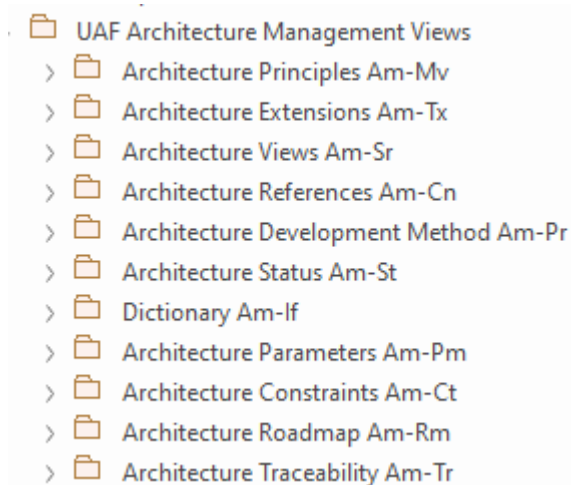 UAF Architecture Management Views
Architecture Principles Am-Mv
Architecture Extensions Am-Tx
Architecture Views Am-Sr
Architecture References Am-Cn
Architecture Development Method Am-Pr
Architecture Status Am-St
Dictionary Am-If
Architecture Parameters Am-Pm
Architecture Constraints Am-Ct
Architecture Roadmap Am-Rm
Architecture Traceability Am-Tr